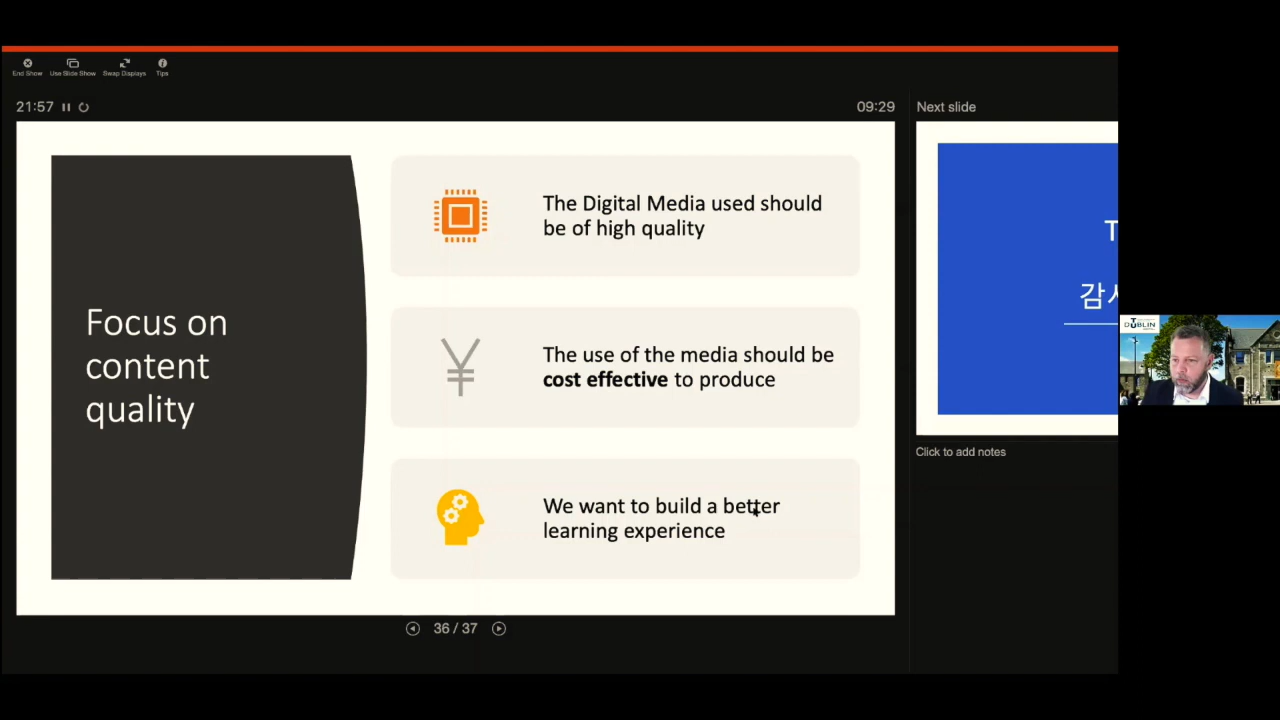 End Show
Use Slide Show
Swap Displays
Tips
21:57
09:29
Next slide
Focus on
content
quality
The Digital Media used should
be of high quality
The use of the media should be
cost effective to produce
We want to build a better
learning experience
T
감사
Click to add notes
36 / 37
DUBLIN